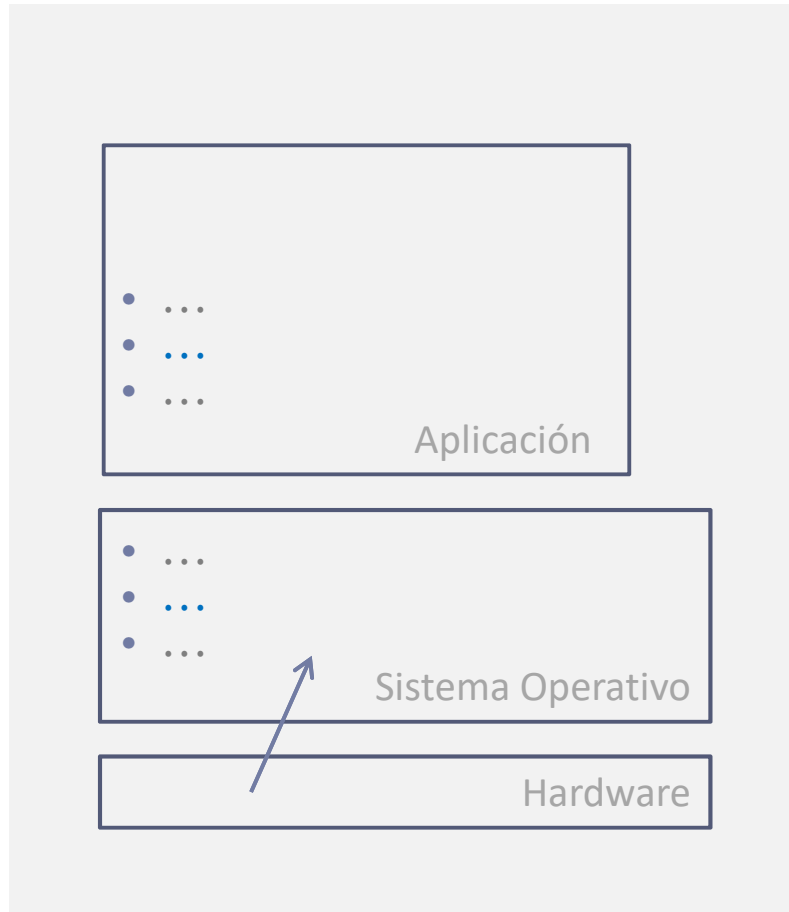 • ...
• ...
• ...
Aplicación
• ...
• ...
• ...
Sistema Operativo
Hardware